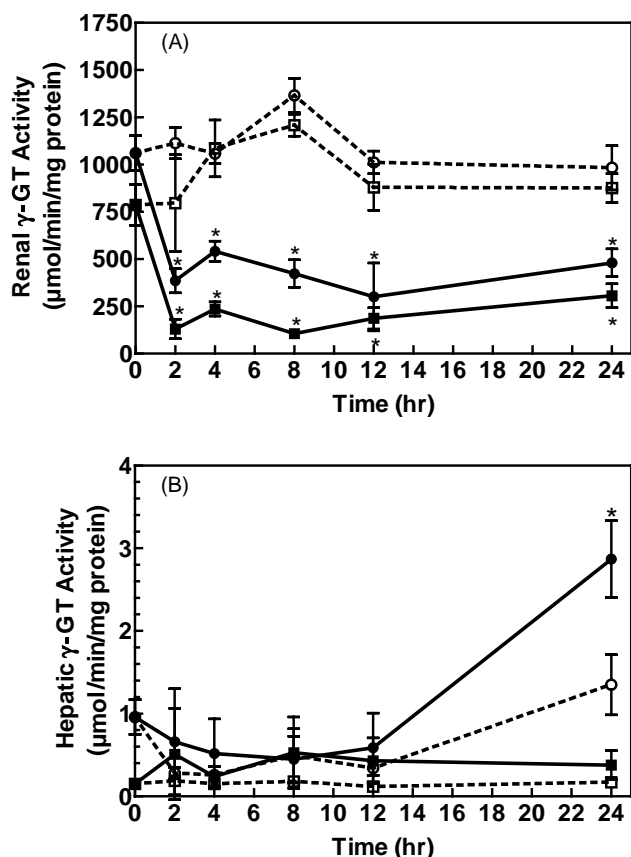 (A)
Renal γ-GT Activity
(µmol/min/mg protein)
1750
1500
1250
1000
750
500
250
0
* * * * *
* * * * *
0 2 4 6 8 10 12 14 16 18 20 22 24
Time (hr)
(B)
Hepatic γ-GT Activity
(µmol/min/mg protein)
4
3
2
1
0
*
0 2 4 6 8 10 12 14 16 18 20 22 24
Time (hr)